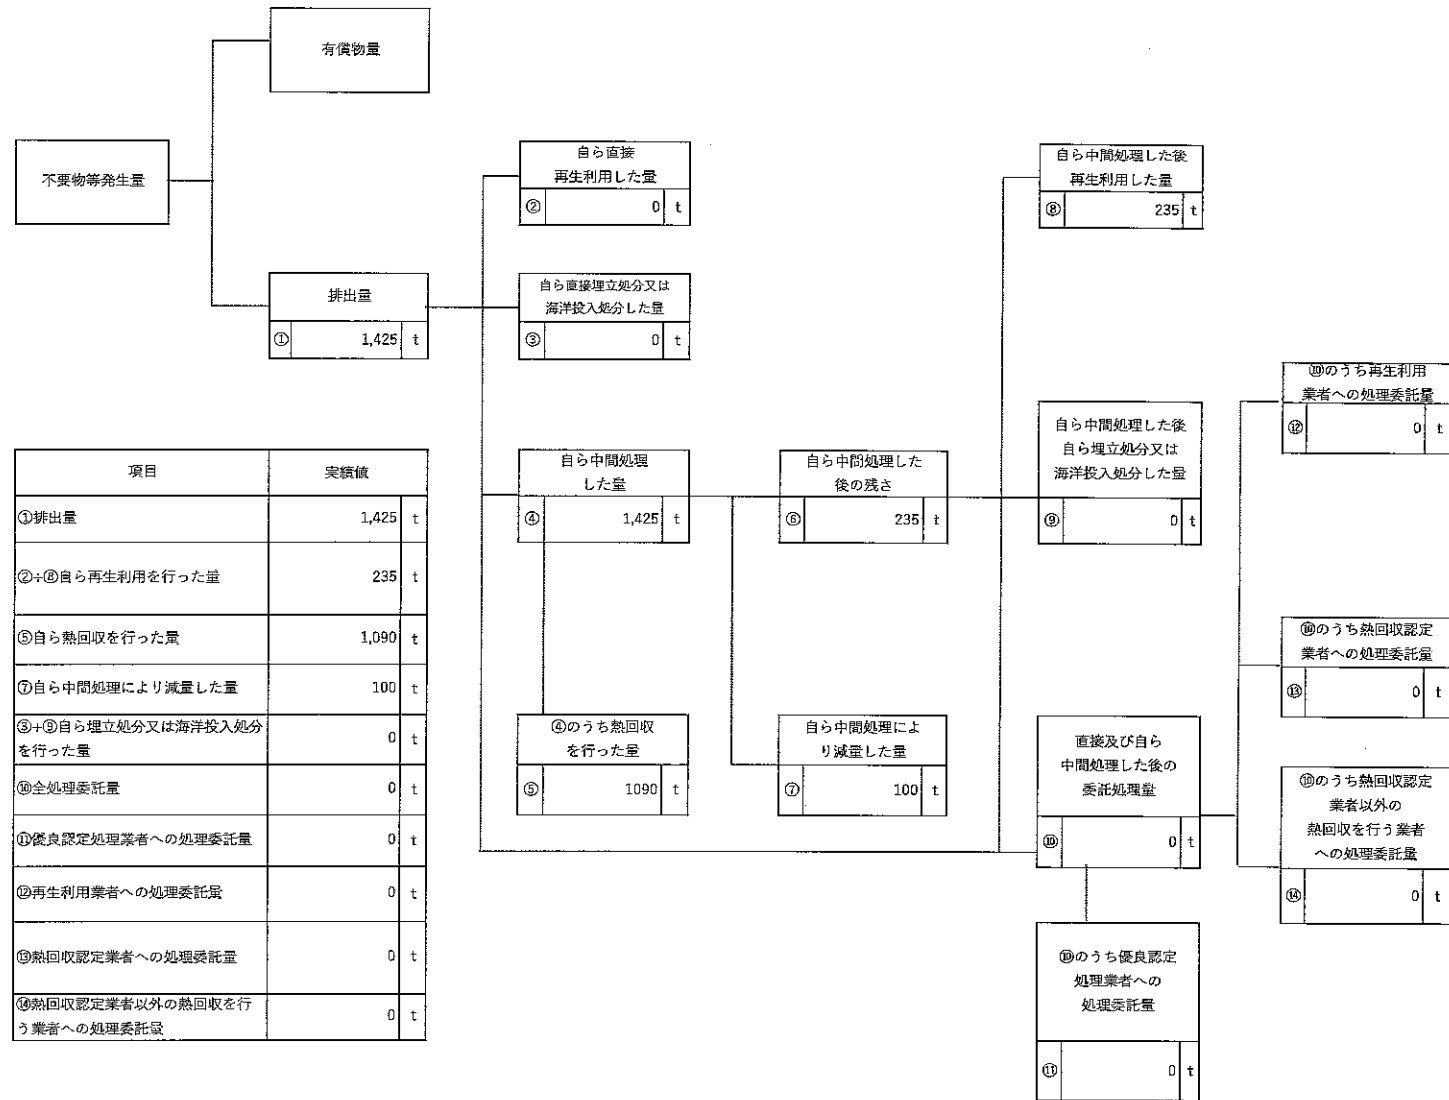 有償物量
不要物等発生量
排出量
① 1,425 t
自ら直接
再生利用した量
② 0 t
自ら直接埋立処分又は
海洋投入処分した量
③ 0 t
自ら中間処理
した量
④ 1,425 t
④のうち熱回収
を行った量
⑤ 1090 t
自ら中間処理した
後の残さ
⑥ 235 t
自ら中間処理によ
り減量した量
⑦ 100 t
自ら中間処理した後
再生利用した量
⑧ 235 t
自ら中間処理した後
自ら埋立処分又は
海洋投入処分した量
⑨ 0 t
直接及び自ら
中間処理した後の
委託処理量
⑩ 0 t
⑩のうち優良認定
処理業者への
処理委託量
⑪ 0 t
⑩のうち再生利用
業者への処理委託量
⑫ 0 t
⑩のうち熱回収認定
業者への処理委託量
⑬ 0 t
⑩のうち熱回収認定
業者以外の
熱回収を行う業者
への処理委託量
⑭ 0 t
項目 実績値
①排出量 1,425 t
②+⑧自ら再生利用を行った量 235 t
⑤自ら熱回収を行った量 1,090 t
⑦自ら中間処理により減量した量 100 t
③+⑨自ら埋立処分又は海洋投入処分
を行った量 0 t
⑩全処理委託量 0 t
⑪優良認定処理業者への処理委託量 0 t
⑫再生利用業者への処理委託量 0 t
⑬熱回収認定業者への処理委託量 0 t
⑭熱回収認定業者以外の熱回収を行
う業者への処理委託量 0 t